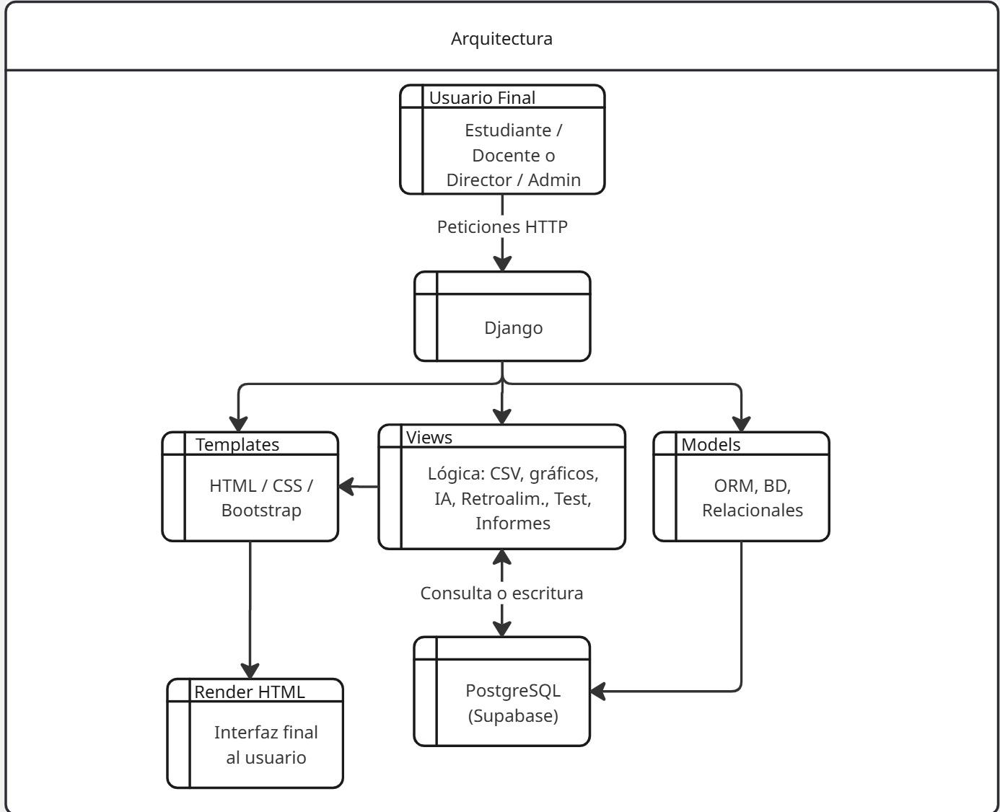 Arquitectura
Usuario Final
Estudiante /
Docente o
Director / Admin
Peticiones HTTP
Django
Templates
HTML / CSS /
Bootstrap
Views
Lógica: CSV, gráficos,
IA, Retroalim., Test,
Informes
Models
ORM, BD,
Relacionales
Consulta o escritura
PostgreSQL
(Supabase)
Render HTML
Interfaz final
al usuario